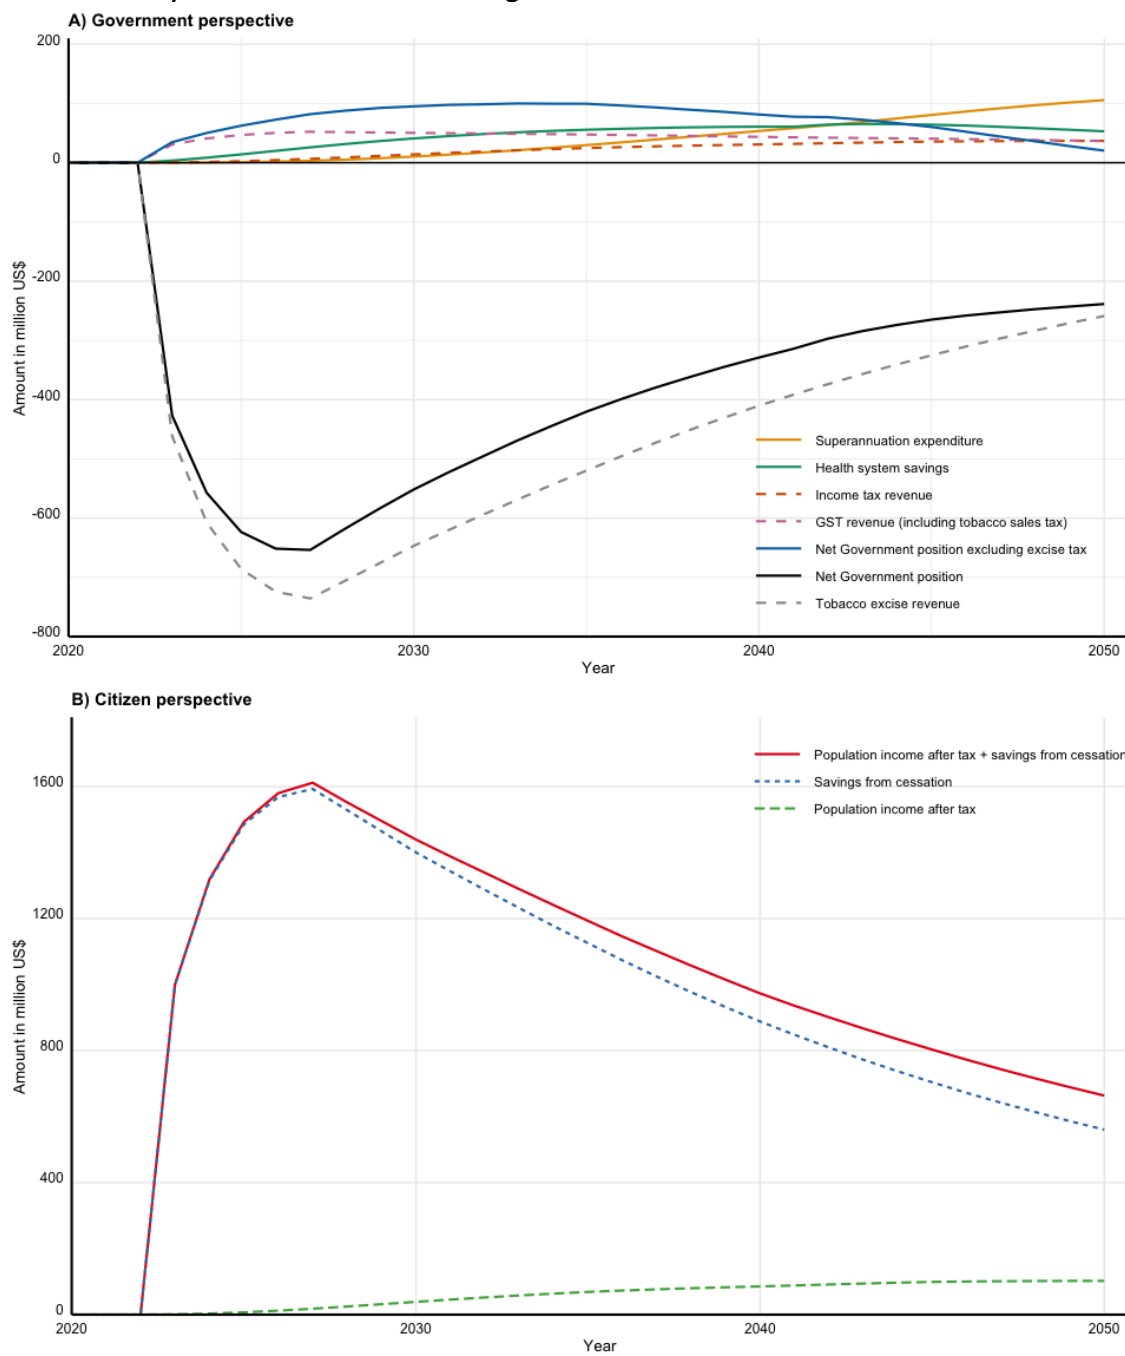 A) Government perspective
200
0
-200
-400
-600
-800
Amount in million US$
Superannuation expenditure
Health system savings
Income tax revenue
GST revenue (including tobacco sales tax)
Net Government position excluding excise tax
Net Government position
Tobacco excise revenue
2020 2030 2040 2050
Year
B) Citizen perspective
1600
1200
800
400
0
Amount in million US$
Population income after tax + savings from cessation
Savings from cessation
Population income after tax
2020 2030 2040 2050
Year